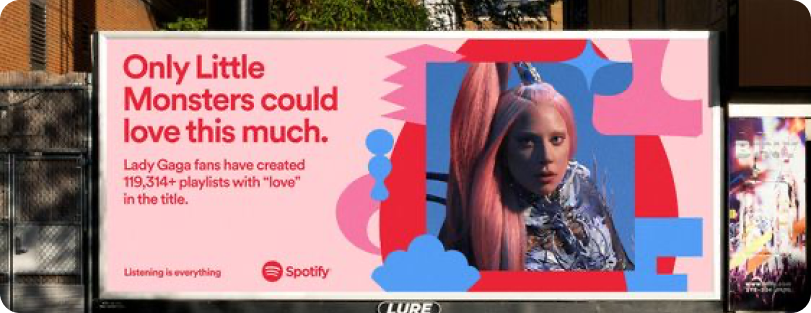 Only Little
Monsters could
love this much.
Lady Gaga fans have created
119,314+ playlists with “love”
in the title.
Listening is everything
Spotify
LURE